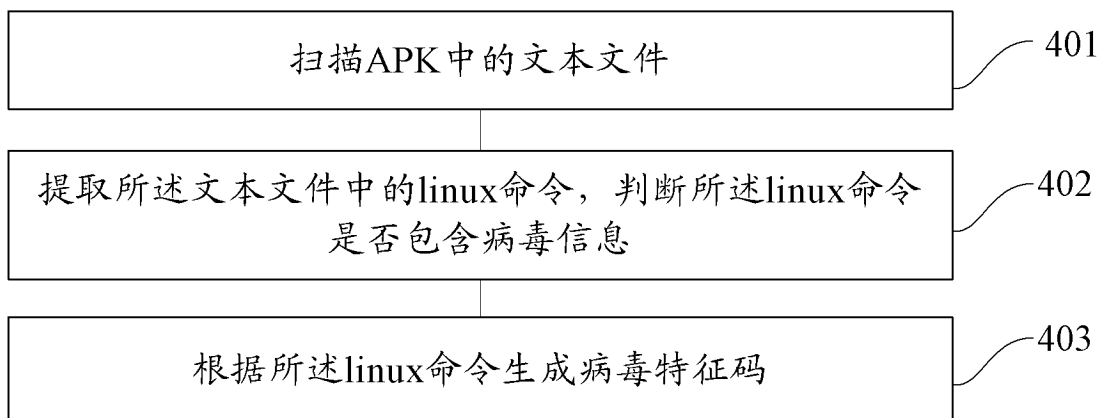 扫描APK中的文本文件
401
提取所述文本文件中的linux命令，判断所述linux命令
是否包含病毒信息
402
根据所述linux命令生成病毒特征码
403